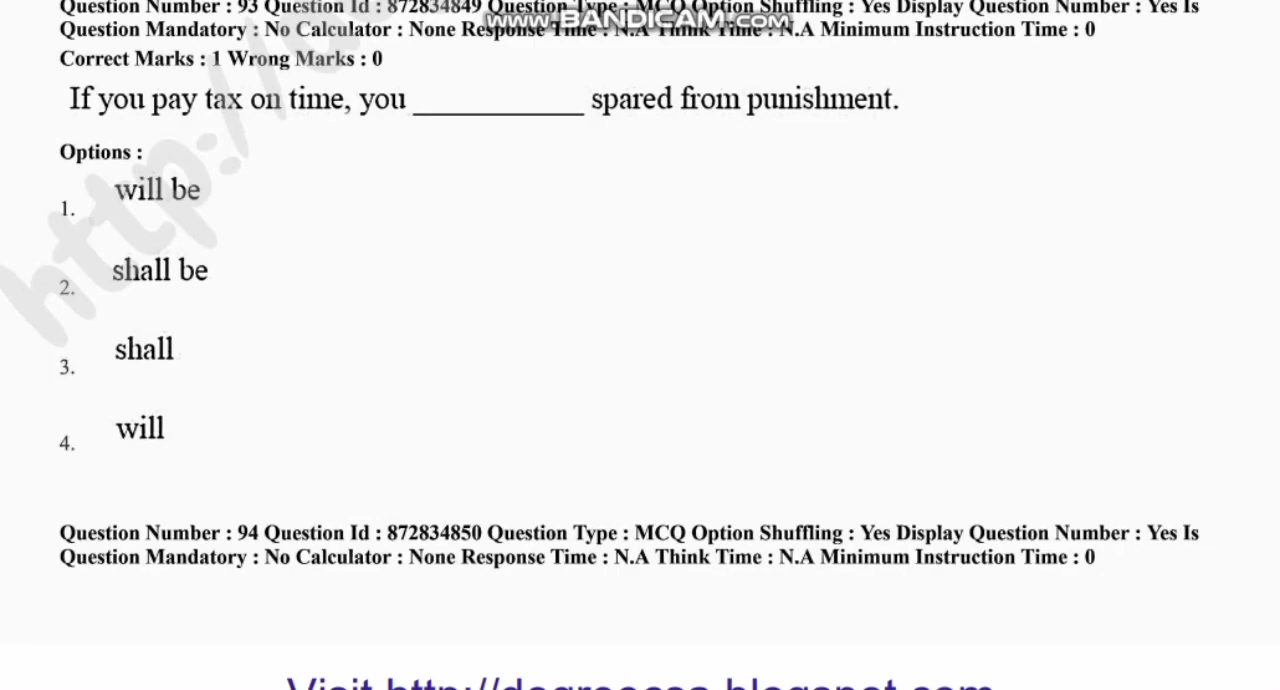 Question Number : 93 Question Id : 872834849 Question Type : MCQ Option Shuffling : Yes Display Question Number : Yes Is
www.BANDICAM.com
Question Mandatory : No Calculator : None Response Time : N.A Think Time : N.A Minimum Instruction Time : 0
Correct Marks : 1 Wrong Marks : 0
If you pay tax on time, you ____________ spared from punishment.
Options :
1. will be
2. shall be
3. shall
4. will
http://
Question Number : 94 Question Id : 872834850 Question Type : MCQ Option Shuffling : Yes Display Question Number : Yes Is
Question Mandatory : No Calculator : None Response Time : N.A Think Time : N.A Minimum Instruction Time : 0
Visit